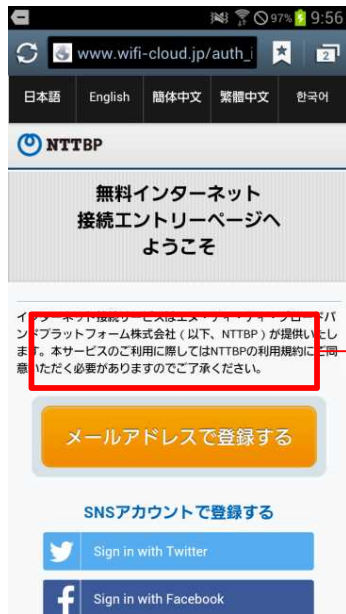 97% 9:56
www.wifi-cloud.jp/auth_i
2
日本語 English 簡体中文 繁體中文 한국어
NTTBP
無料インターネット
接続エントリーページへ
ようこそ
インターネット接続サービスはエヌ・ティ・ティ・ブロードバ
ンドプラットフォーム株式会社(以下、NTTBP)が提供いたし
ます。本サービスのご利用に際してはNTTBPの利用規約にご同
意いただく必要がありますのでご了承ください。
メールアドレスで登録する
SNSアカウントで登録する
Sign in with Twitter
Sign in with Facebook